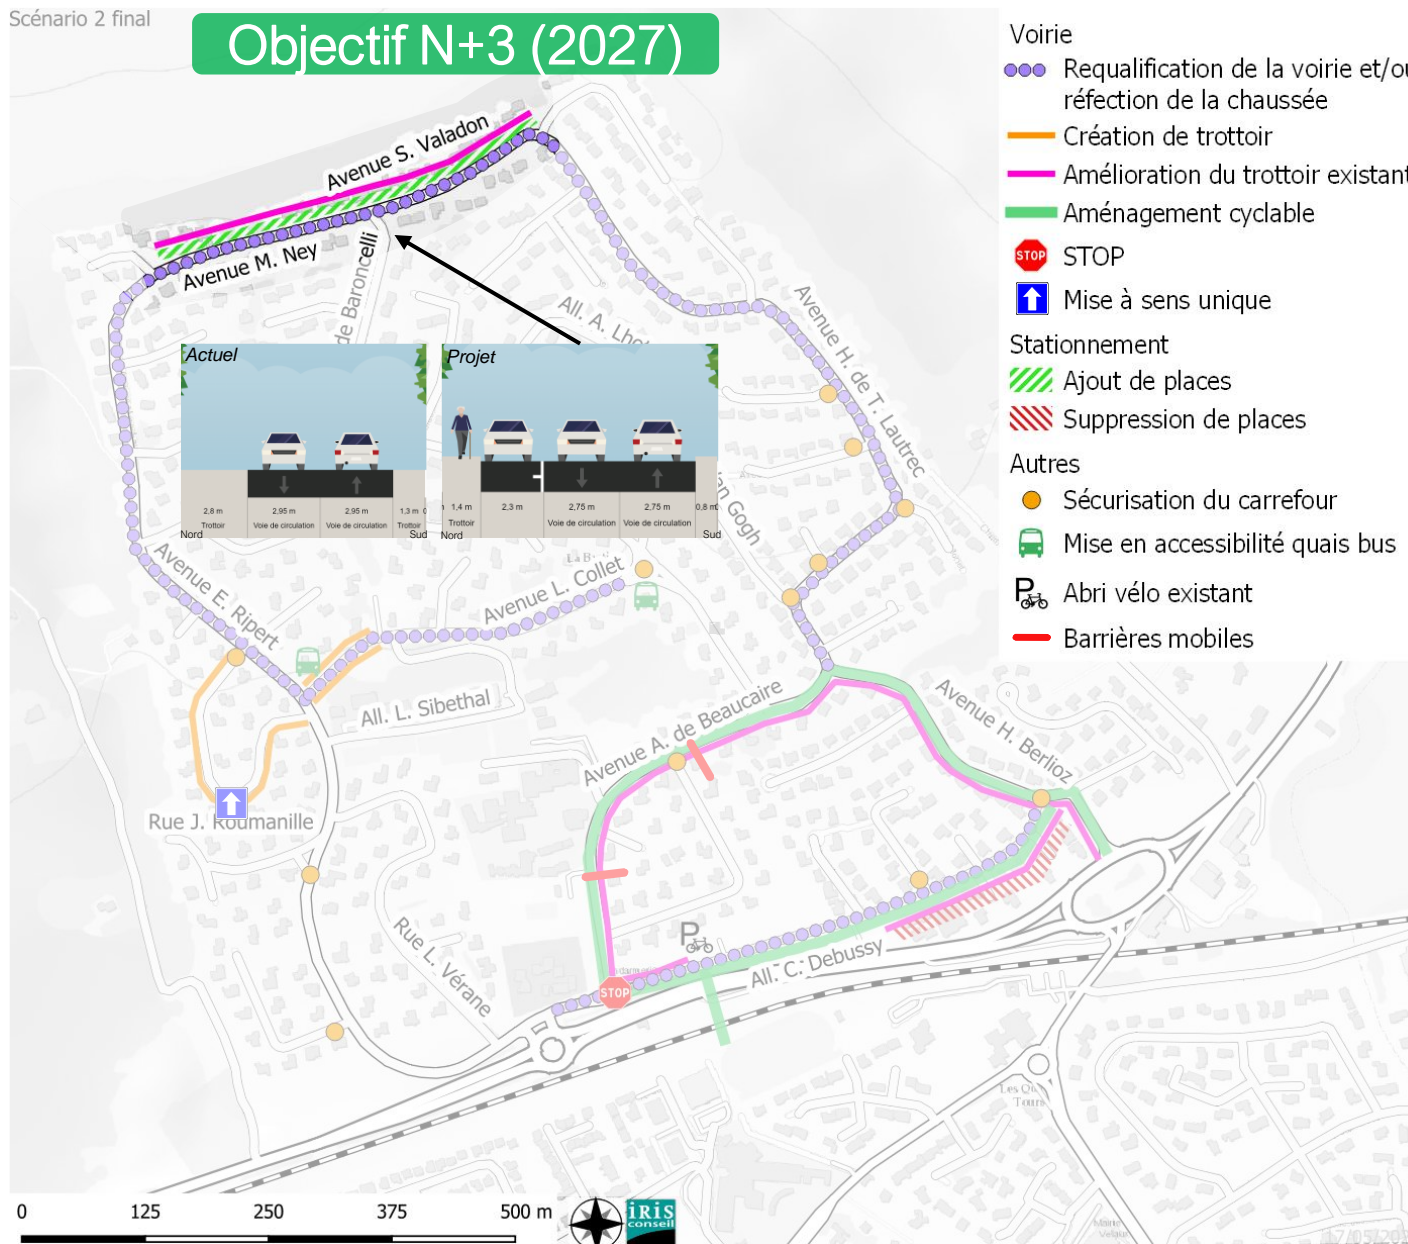 Scénario 2 final
Objectif N+3 (2027)
Voirie
Requalification de la voirie et/ou
réfection de la chaussée
Création de trottoir
Amélioration du trottoir existant
Aménagement cyclable
STOP
STOP
Mise à sens unique
Stationnement
Ajout de places
Suppression de places
Autres
Sécurisation du carrefour
Mise en accessibilité quais bus
P
Abri vélo existant
Barrières mobiles
Avenue S. Valadon
Avenue M. Ney
de Baroncelli
All. A. Lho
Avenue H. de T. Lautrec
Actuel
2,8 m
2,95 m
2,95 m
1,3 m
Trottoir
Voie de circulation
Voie de circulation
Trottoir
Nord
Sud
Projet
1,4 m
2,3 m
2,75 m
2,75 m
0,8 m
Trottoir
Voie de circulation
Voie de circulation
Nord
Sud
an Gogh
Avenue E. Ripert
Avenue L. Collet
All. L. Sibethal
Avenue A. de Beaucaire
Avenue H. Berlioz
Rue J. Roumanille
Rue L. Vérane
P
STOP
All. C. Debussy
Tours
0
125
250
375
500 m
iRiS
conseil